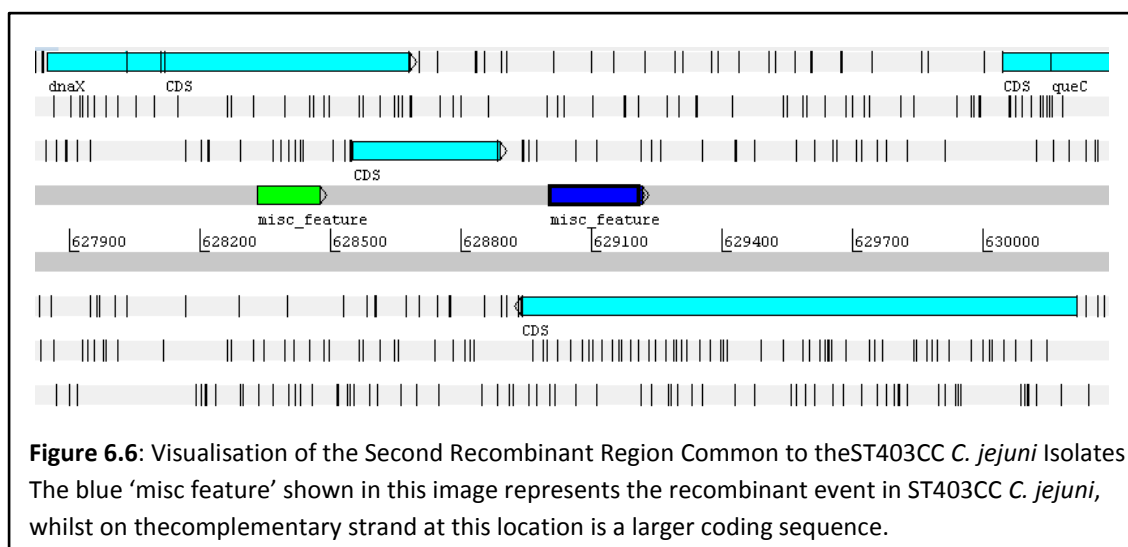 dnaX
CDS
CDS
queC
CDS
misc_feature
misc_feature
627900
628200
628500
628800
629100
629400
629700
630000
CDS
Figure 6.6: Visualisation of the Second Recombinant Region Common to theST403CC C. jejuni Isolates
The blue ‘misc feature’ shown in this image represents the recombinant event in ST403CC C. jejuni,
whilst on thecomplementary strand at this location is a larger coding sequence.